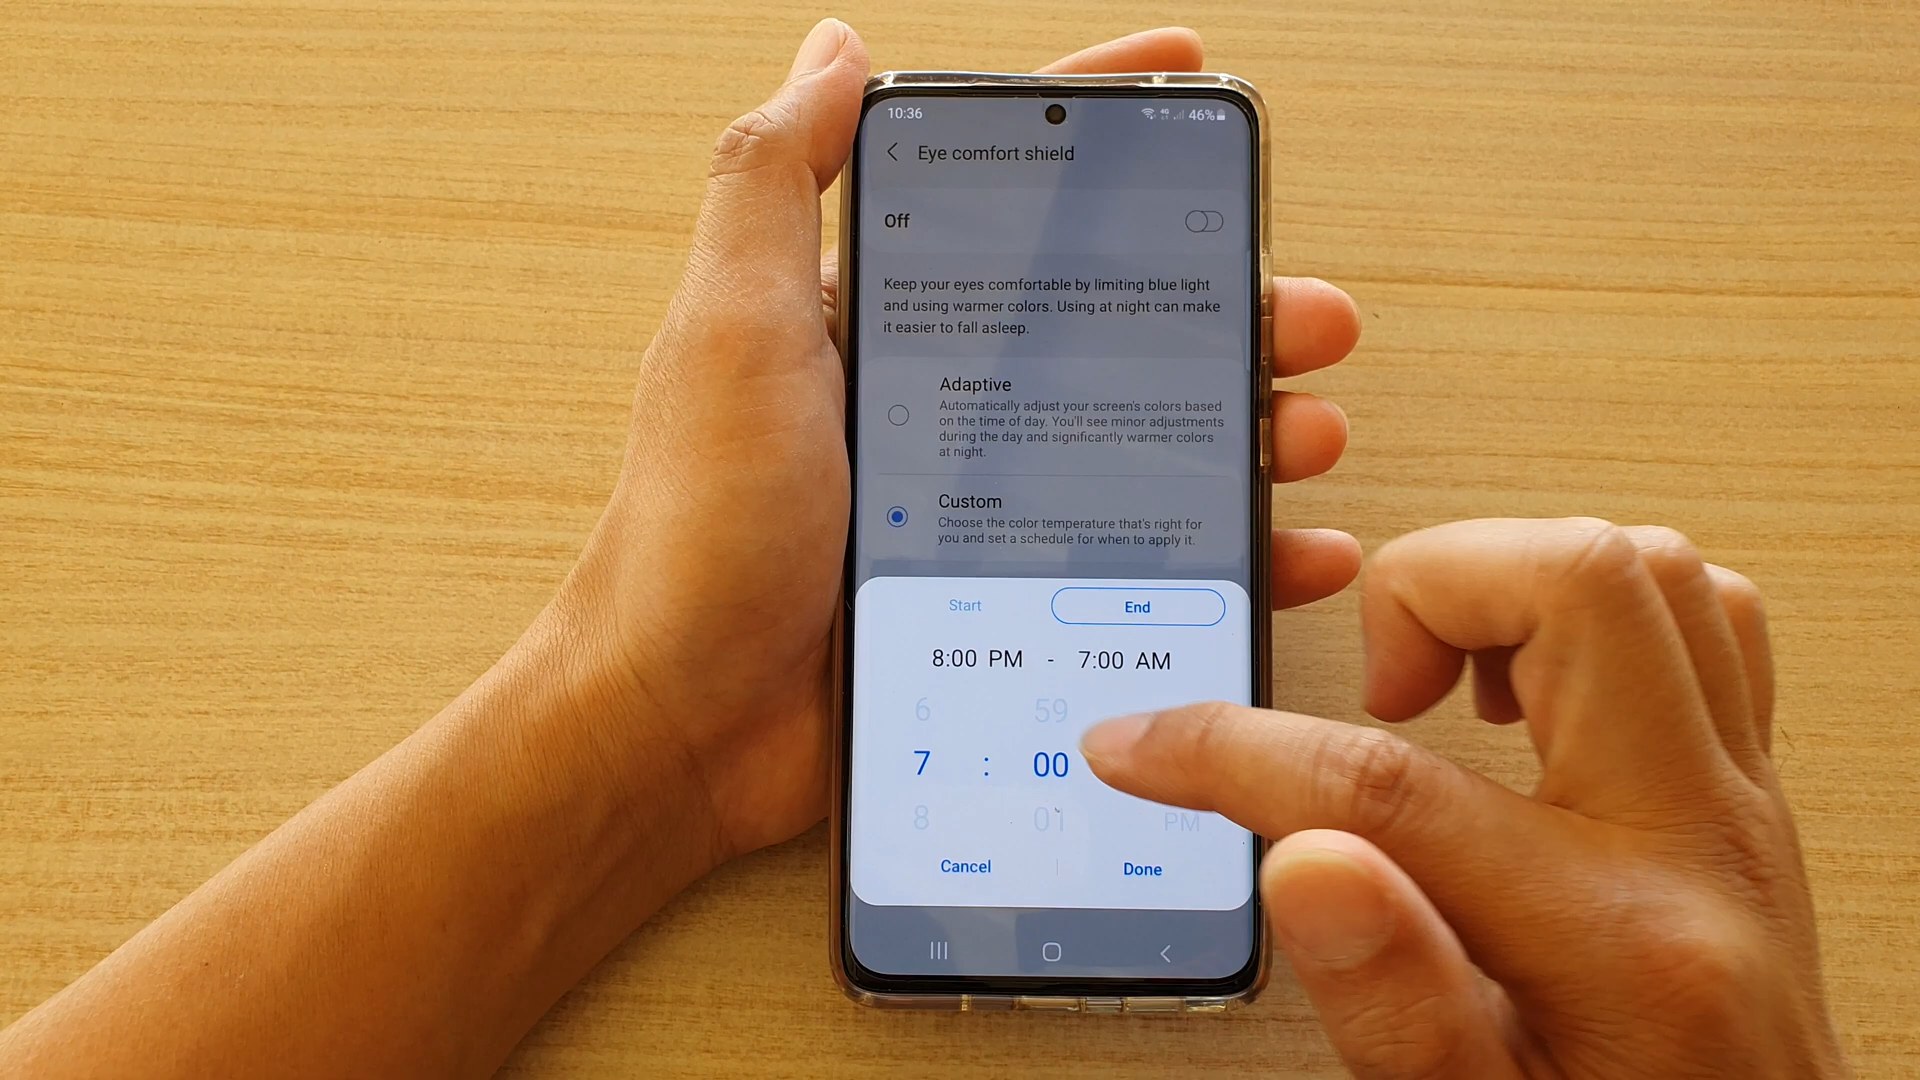 10:36 4G 46%
Eye comfort shield
Off
Keep your eyes comfortable by limiting blue light
and using warmer colors. Using at night can make
it easier to fall asleep.
Adaptive
Automatically adjust your screen's colors based
on the time of day. You'll see minor adjustments
during the day and significantly warmer colors
at night.
Custom
Choose the color temperature that's right for
you and set a schedule for when to apply it.
Start End
8:00 PM - 7:00 AM
6 59
7 : 00
8 01 PM
Cancel Done